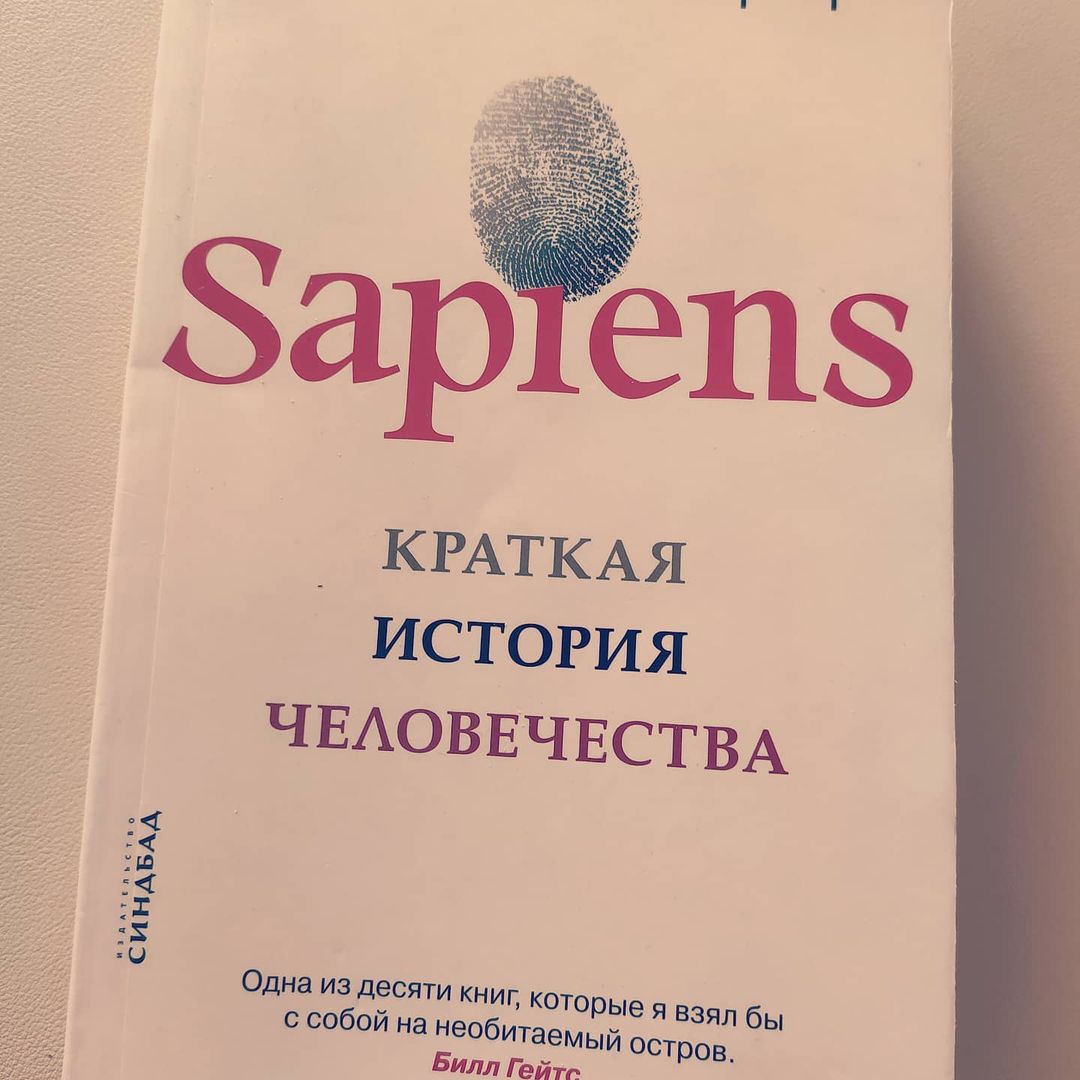 Sapiens
КРАТКАЯ
ИСТОРИЯ
ЧЕЛОВЕЧЕСТВА
ИЗДАТЕЛЬСТВО
СИНДБАД
Одна из десяти книг, которые я взял бы
с собой на необитаемый остров.
Билл Гейтс